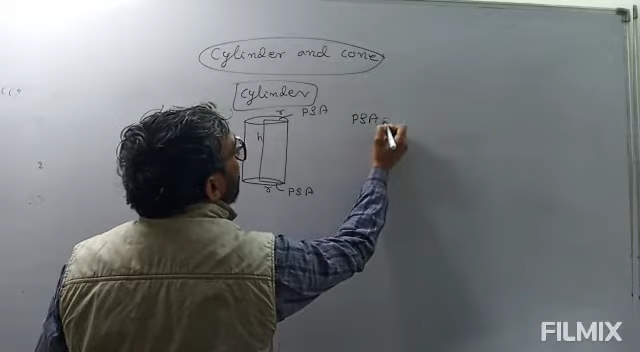 Cylinder and cone
Cylinder
r PSA
h
r PSA
PSA =
FILMIX